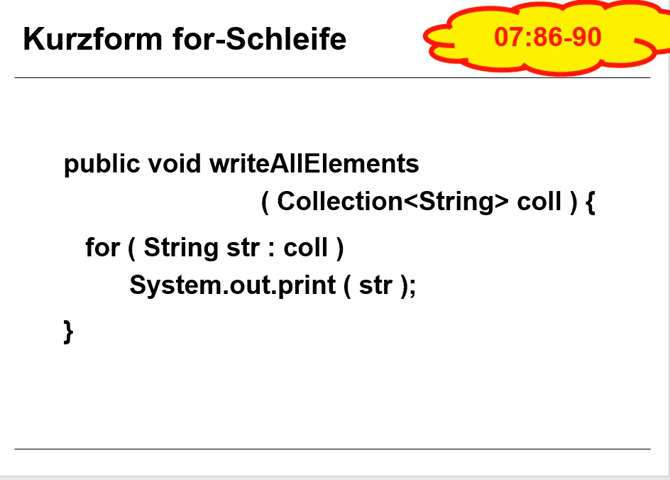 Kurzform for-Schleife
07:86-90
public void writeAllElements
( Collection<String> coll ) {
for ( String str : coll )
System.out.print ( str );
}